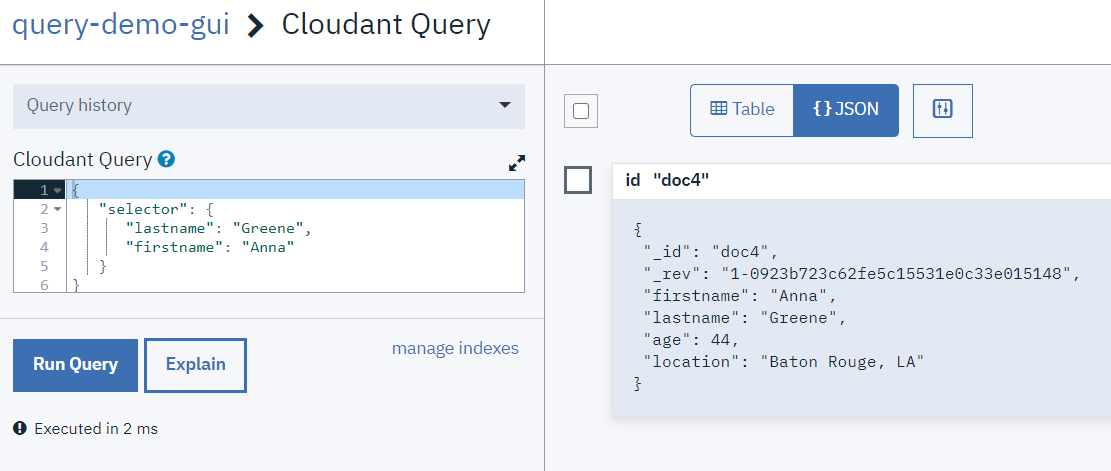 query-demo-gui > Cloudant Query
Query history
Cloudant Query ?
1 {
2 "selector": {
3 "lastname": "Greene",
4 "firstname": "Anna"
5 }
6 }
Run Query
Explain
manage indexes
Executed in 2 ms
Table
{} JSON
id "doc4"
{
"_id": "doc4",
"_rev": "1-0923b723c62fe5c15531e0c33e015148",
"firstname": "Anna",
"lastname": "Greene",
"age": 44,
"location": "Baton Rouge, LA"
}